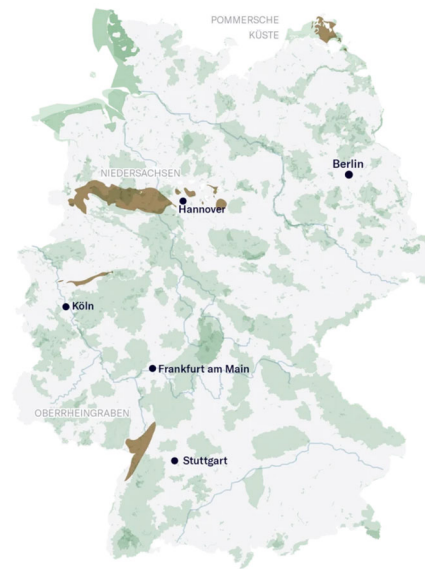 POMMERSCHE
KÜSTE
Berlin
NIEDERSACHSEN
Hannover
Köln
Frankfurt am Main
OBERRHEINGRABEN
Stuttgart